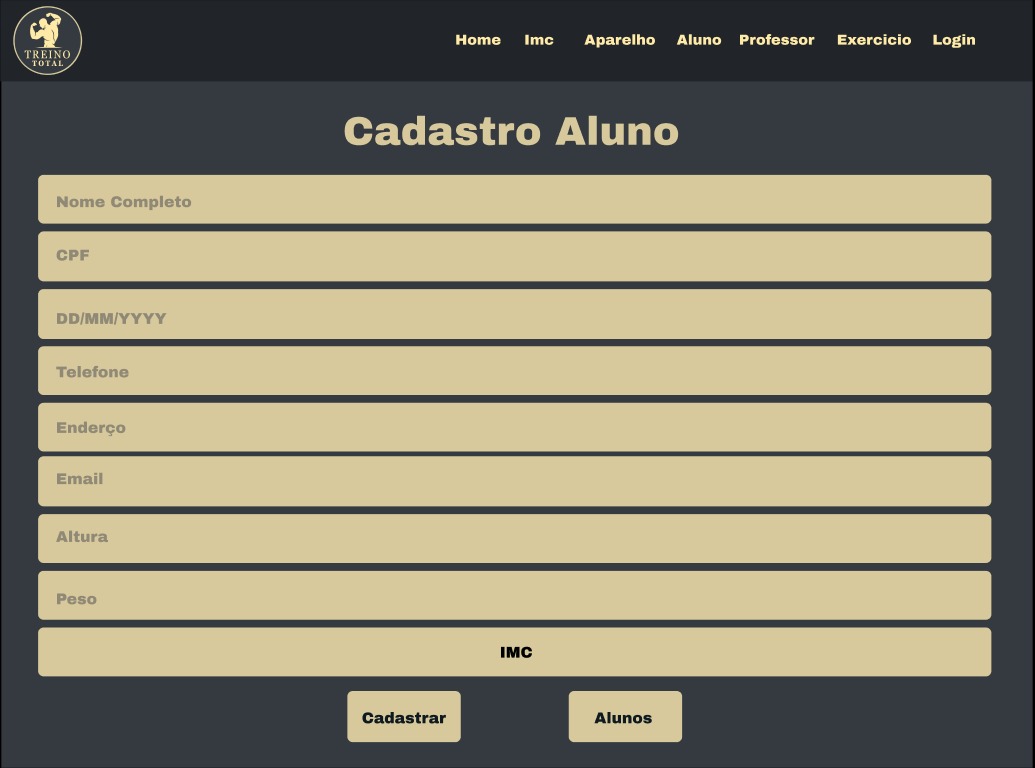 TREINO
TOTAL
Home Imc Aparelho Aluno Professor Exercicio Login
Cadastro Aluno
Nome Completo
CPF
DD/MM/YYYY
Telefone
Enderço
Email
Altura
Peso
IMC
Cadastrar Alunos